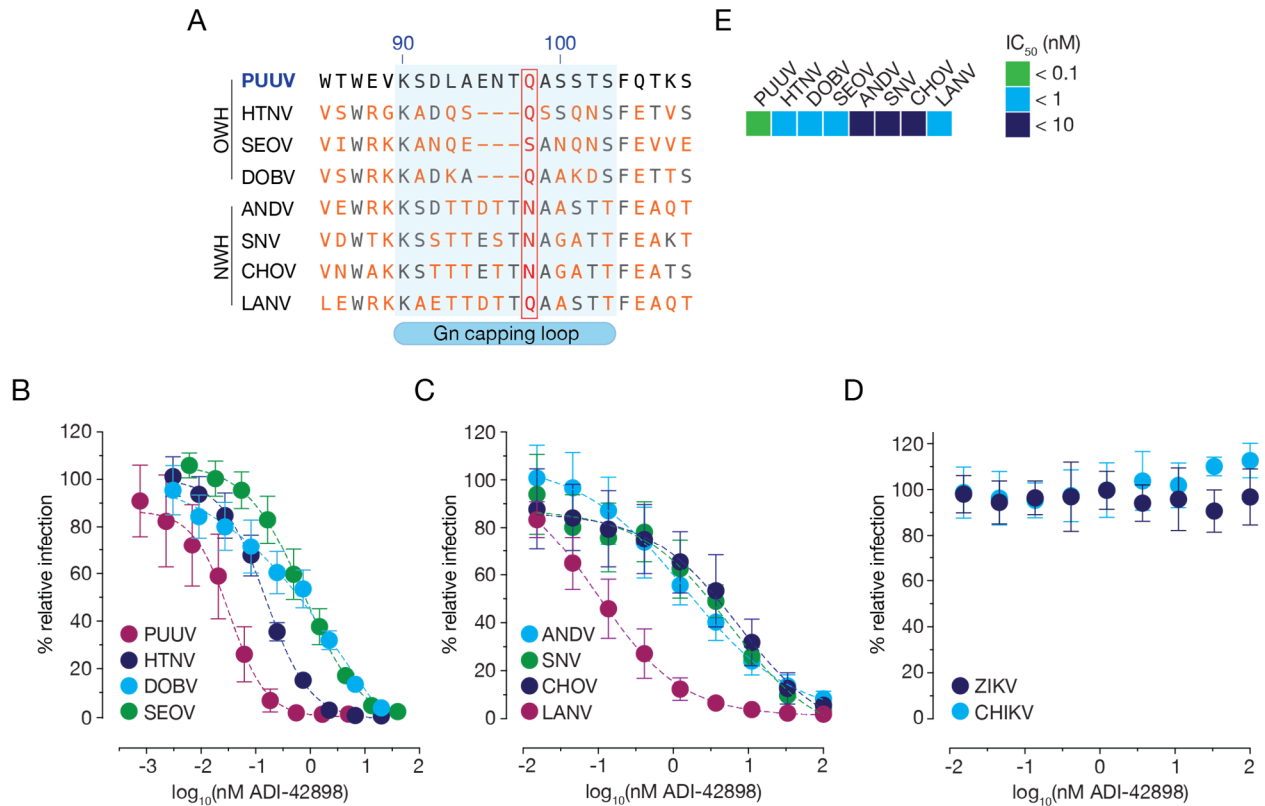 A
90 100
OWH
PUUV WTWEVKSDLAENTQASSTSFQTKS
HTNV VSWRGKADQS---QSSQNSFETVS
SEOV VIWRKKANQE---SANQNSFEVVE
DOBV VSWRKKADKA---QAAKDSFETTS
NWH
ANDV VEWRKKSDTTDTTNAASTTFEAQT
SNV VDWTKKSSTTESTNAGATTFEAKT
CHOV VNWAKKSTTTETTNAGATTFEATS
LANV LEWRKKAETTDTTQAASTTFEAQT
Gn capping loop
E
PUUV HTNV DOBV SEOV ANDV SNV CHOV LANV
IC50 (nM)
< 0.1
< 1
< 10
B
% relative infection
120
100
80
60
40
20
0
PUUV
HTNV
DOBV
SEOV
-3 -2 -1 0 1 2
log10(nM ADI-42898)
C
% relative infection
120
100
80
60
40
20
0
ANDV
SNV
CHOV
LANV
-2 -1 0 1 2
log10(nM ADI-42898)
D
% relative infection
120
100
80
60
40
20
0
ZIKV
CHIKV
-2 -1 0 1 2
log10(nM ADI-42898)